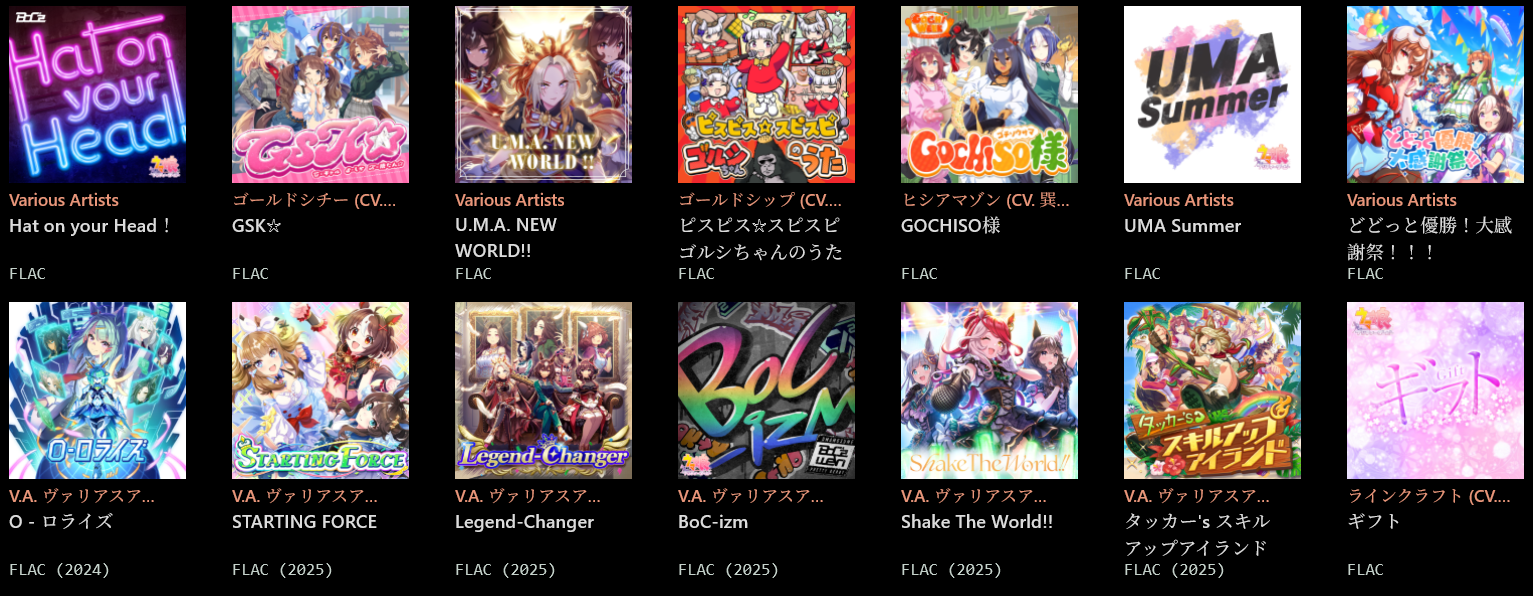 BoC'z
Hat on your Head!
GSK☆
U.M.A. NEW WORLD!!
ピスピス☆スピスピ
ゴルシちゃんのうた
GOCHISO様
UMA Summer
どどっと優勝!
大感謝祭!!
Various Artists
Hat on your Head！
FLAC
ゴールドシチー (CV....
GSK☆
FLAC
Various Artists
U.M.A. NEW
WORLD!!
FLAC
ゴールドシップ (CV....
ピスピス☆スピスピ
ゴルシちゃんのうた
FLAC
ヒシアマゾン (CV. 巽...
GOCHISO様
FLAC
Various Artists
UMA Summer
FLAC
Various Artists
どどっと優勝！大感
謝祭！！！
FLAC
O-ロライズ
STARTING FORCE
Legend-Changer
BoC
izm
Shake The World!!
タッカー's
スキルアップ
アイランド
ギフト
Gift
V.A. ヴァリアスア...
O - ロライズ
FLAC (2024)
V.A. ヴァリアスア...
STARTING FORCE
FLAC (2025)
V.A. ヴァリアスア...
Legend-Changer
FLAC (2025)
V.A. ヴァリアスア...
BoC-izm
FLAC (2025)
V.A. ヴァリアスア...
Shake The World!!
FLAC (2025)
V.A. ヴァリアスア...
タッカー's スキル
アップアイランド
FLAC (2025)
ラインクラフト (CV....
ギフト
FLAC